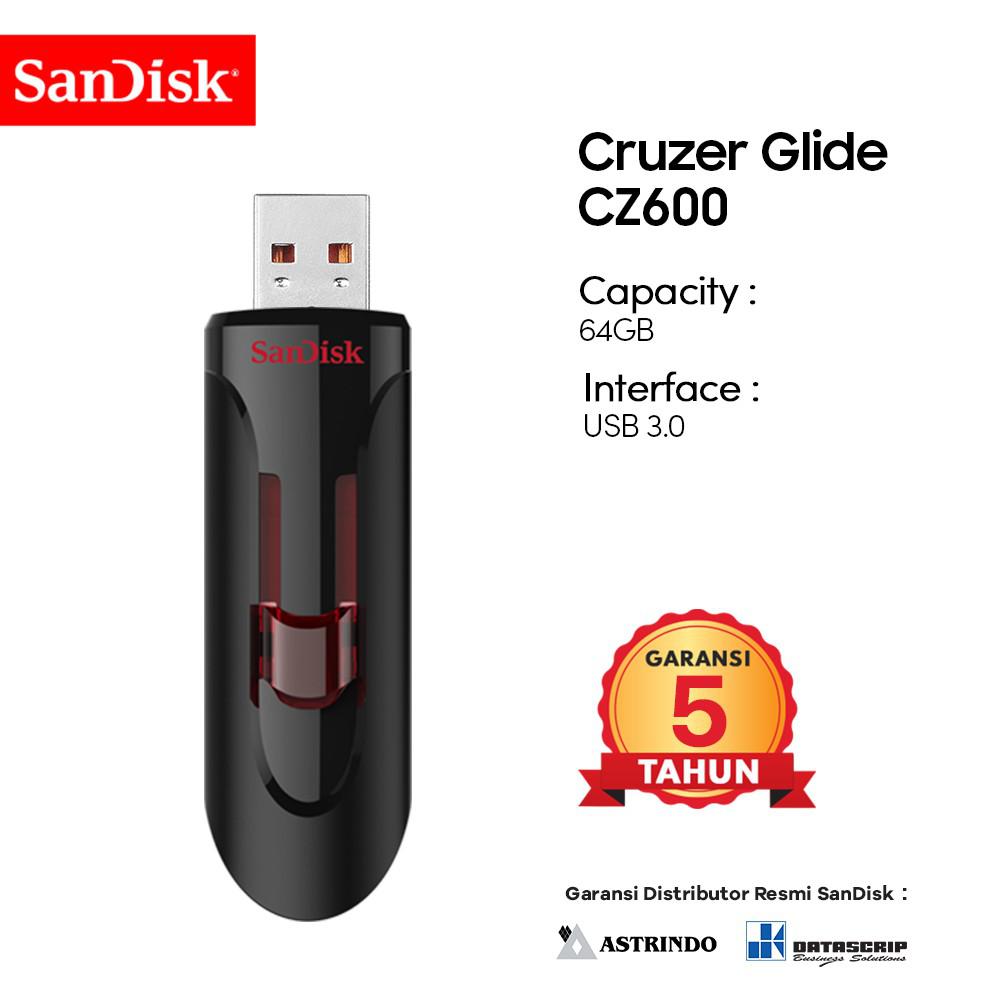 SanDisk®
Cruzer Glide
CZ600
Capacity :
64GB
Interface :
USB 3.0
SanDisk
GARANSI
5
TAHUN
Garansi Distributor Resmi SanDisk :
ASTRINDO
DATASCRIP
Business Solutions